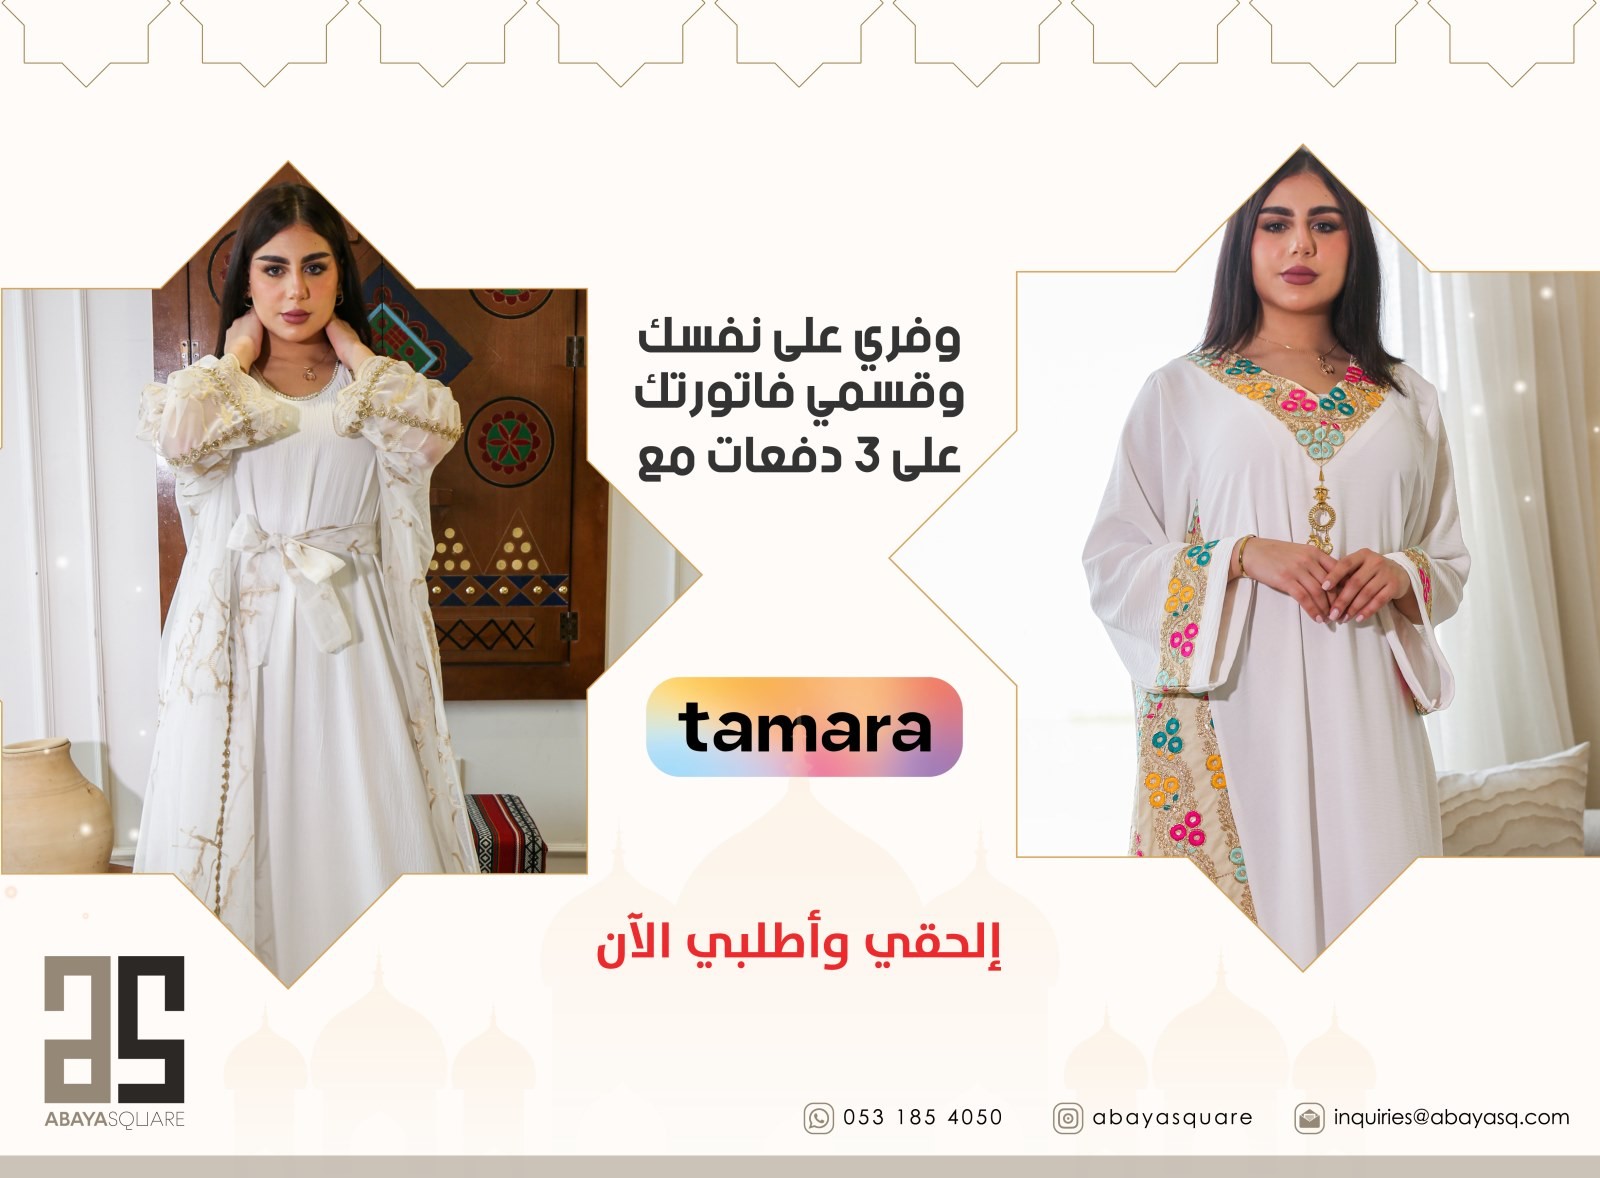 وفري على نفسك
وقسمي فاتورتك
على 3 دفعات مع
tamara
إلحقي وأطلبي الآن
as
ABAYASQUARE
053 185 4050
abayasquare
inquiries@abayasq.com